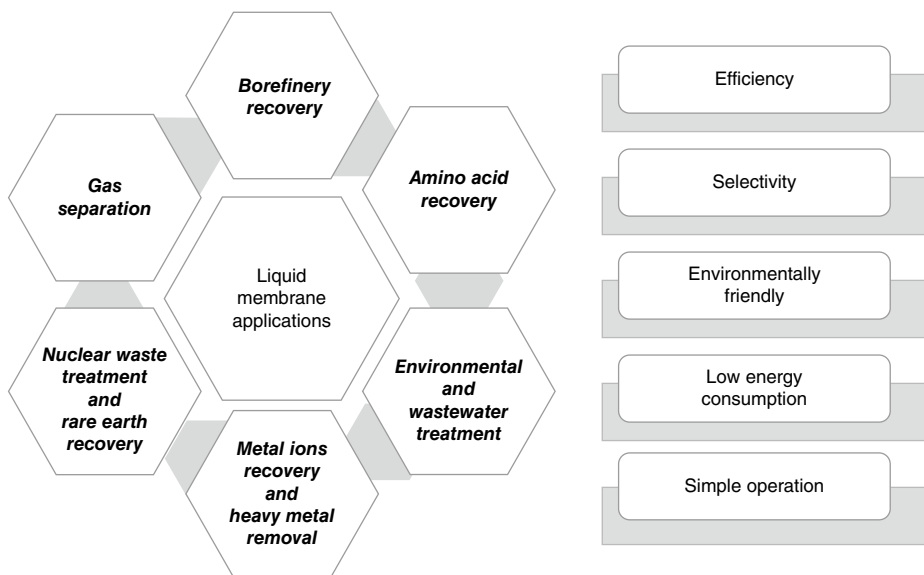 Borefinery
recovery
Gas
separation
Amino acid
recovery
Liquid
membrane
applications
Nuclear waste
treatment
and
rare earth
recovery
Environmental
and
wastewater
treatment
Metal ions
recovery
and
heavy metal
removal
Efficiency
Selectivity
Environmentally
friendly
Low energy
consumption
Simple operation